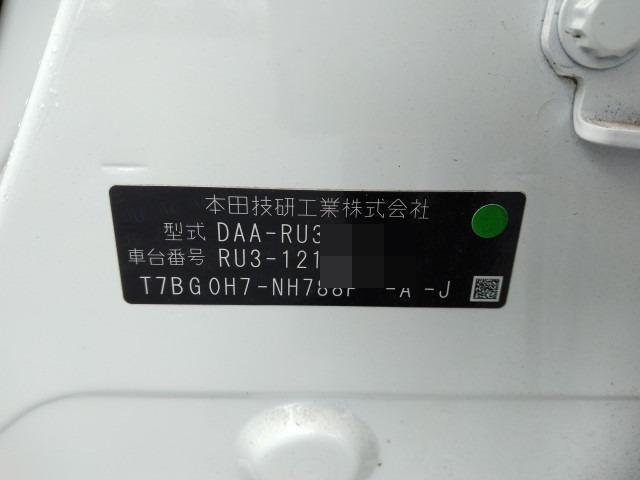 本田技研工業株式会社
型式 DAA-RU3
車台番号 RU3-121
T7BG0H7-NH788P -A -J